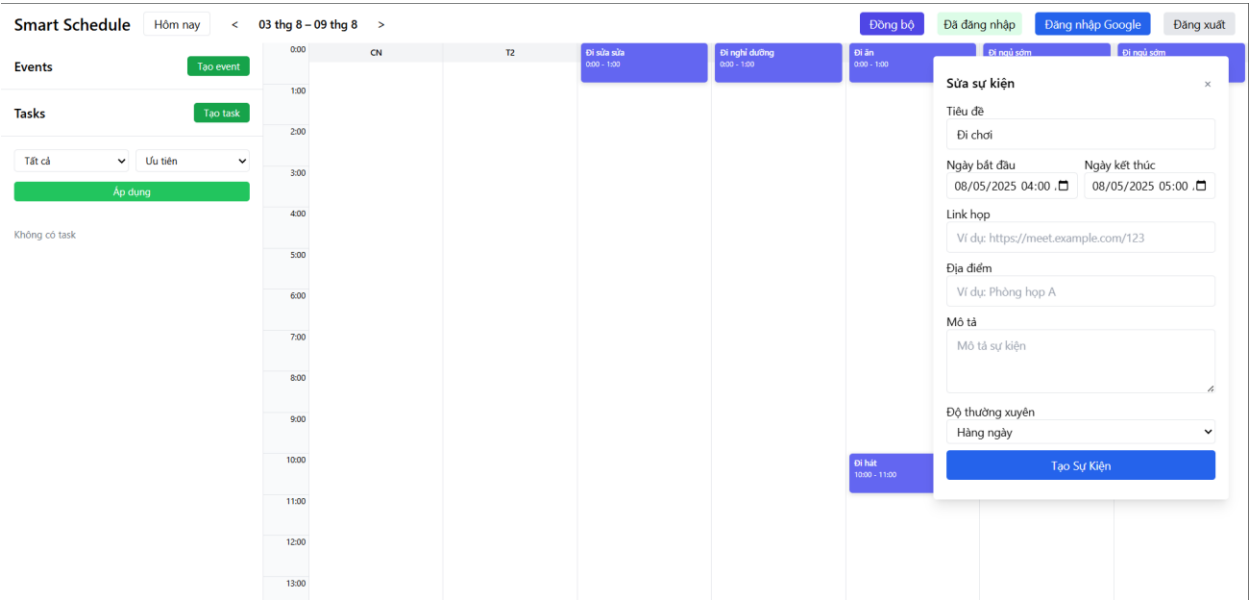 Smart Schedule Hôm nay < 03 thg 8 – 09 thg 8 > Đồng bộ Đã đăng nhập Đăng nhập Google Đăng xuất
Events Tạo event
Tasks Tạo task
Tất cả Ưu tiên
Áp dụng
Không có task
CN T2
0:00
1:00
2:00
3:00
4:00
5:00
6:00
7:00
8:00
9:00
10:00
11:00
12:00
13:00
Đi sửa sửa
0:00 - 1:00
Đi nghỉ dưỡng
0:00 - 1:00
Đi ăn
0:00 - 1:00
Đi ngủ sớm
Đi ngủ sớm
Đi hát
10:00 - 11:00
Sửa sự kiện ×
Tiêu đề
Đi chơi
Ngày bắt đầu Ngày kết thúc
08/05/2025 04:00 08/05/2025 05:00
Link họp
Ví dụ: https://meet.example.com/123
Địa điểm
Ví dụ: Phòng họp A
Mô tả
Mô tả sự kiện
Độ thường xuyên
Hàng ngày
Tạo Sự Kiện